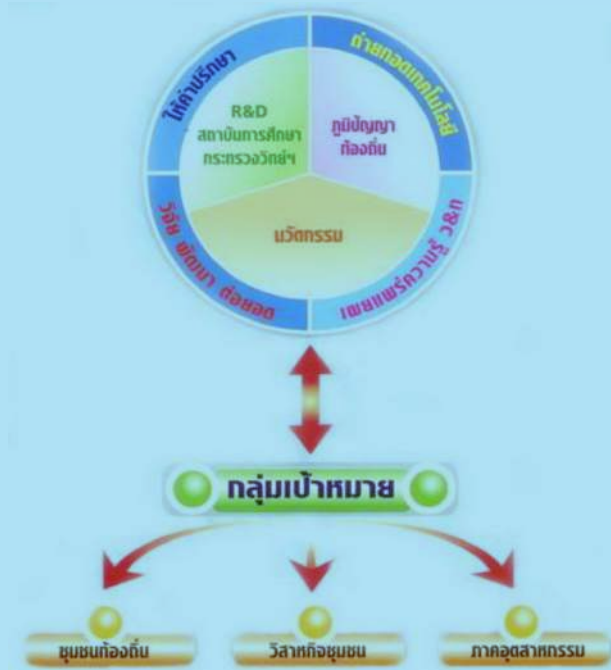 ให้คำปรึกษา
ถ่ายทอดเทคโนโลยี
R&D
สถาบันการศึกษา
กระทรวงวิทย์ฯ
ภูมิปัญญา
ท้องถิ่น
นวัตกรรม
วิจัย พัฒนา ต่อยอด
เผยแพร่ความรู้ ว&ท
กลุ่มเป้าหมาย
ชุมชนท้องถิ่น
วิสาหกิจชุมชน
ภาคอุตสาหกรรม